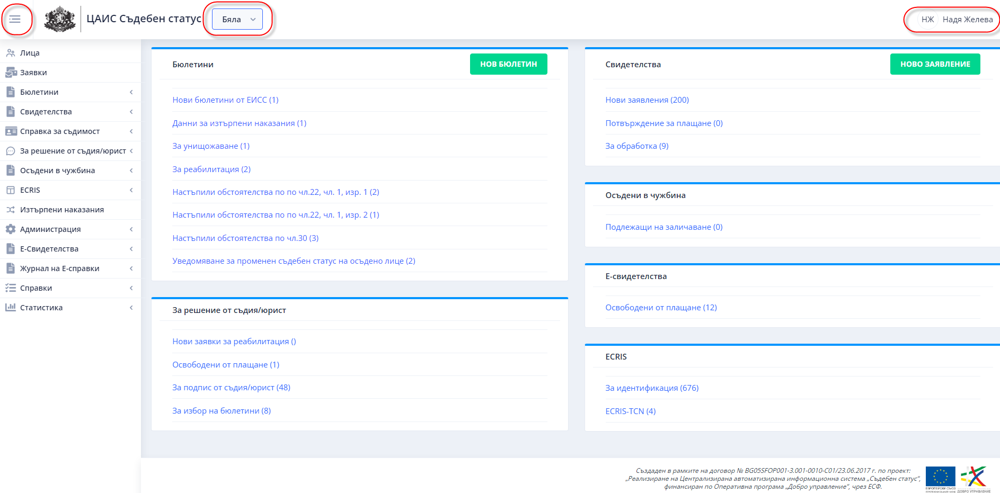 ЦАИС Съдебен статус
Бяла
НЖ Надя Желева
Лица
Заявки
Бюлетини
Свидетелства
Справка за съдимост
За решение от съдия/юрист
Осъдени в чужбина
ECRIS
Изтърпени наказания
Администрация
Е-Свидетелства
Журнал на Е-справки
Справки
Статистика
Бюлетини
НОВ БЮЛЕТИН
Нови бюлетини от ЕИСС (1)
Данни за изтърпени наказания (1)
За унищожаване (1)
За реабилитация (2)
Настъпили обстоятелства по по чл.22, чл. 1, изр. 1 (2)
Настъпили обстоятелства по по чл.22, чл. 1, изр. 2 (1)
Настъпили обстоятелства по чл.30 (3)
Уведомяване за променен съдебен статус на осъдено лице (2)
За решение от съдия/юрист
Нови заявки за реабилитация ()
Освободени от плащане (1)
За подпис от съдия/юрист (48)
За избор на бюлетини (8)
Свидетелства
НОВО ЗАЯВЛЕНИЕ
Нови заявления (200)
Потвърждение за плащане (0)
За обработка (9)
Осъдени в чужбина
Подлежащи на заличаване (0)
Е-свидетелства
Освободени от плащане (12)
ECRIS
За идентификация (676)
ECRIS-TCN (4)
Създаден в рамките на договор № BG05SFOP001-3.001-0010-C01/23.06.2017 г. по проект:
„Реализиране на Централизирана автоматизирана информационна система „Съдебен статус“,
финансиран по Оперативна програма „Добро управление“, чрез ЕСФ.
ЕВРОПЕЙСКИ СЪЮЗ
ДОБРО УПРАВЛЕНИЕ